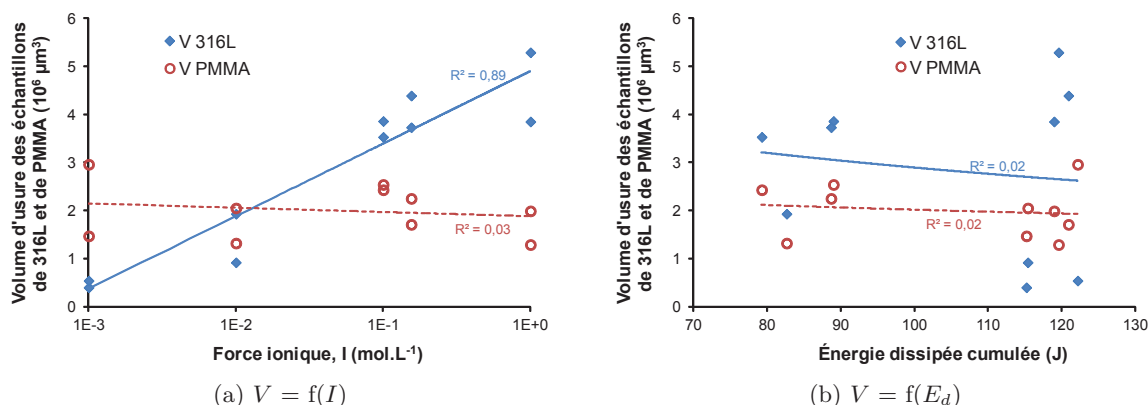 Volume d'usure des échantillons
de 316L et de PMMA (10⁶ µm³)
6
5
4
3
2
1
0
V 316L
V PMMA
R² = 0,89
R² = 0,03
1E-3 1E-2 1E-1 1E+0
Force ionique, I (mol.L⁻¹)
(a) V = f(I)
Volume d'usure des échantillons
de 316L et de PMMA (10⁶ µm³)
6
5
4
3
2
1
0
V 316L
V PMMA
R² = 0,02
R² = 0,02
70 80 90 100 110 120 130
Énergie dissipée cumulée (J)
(b) V = f(E_d)